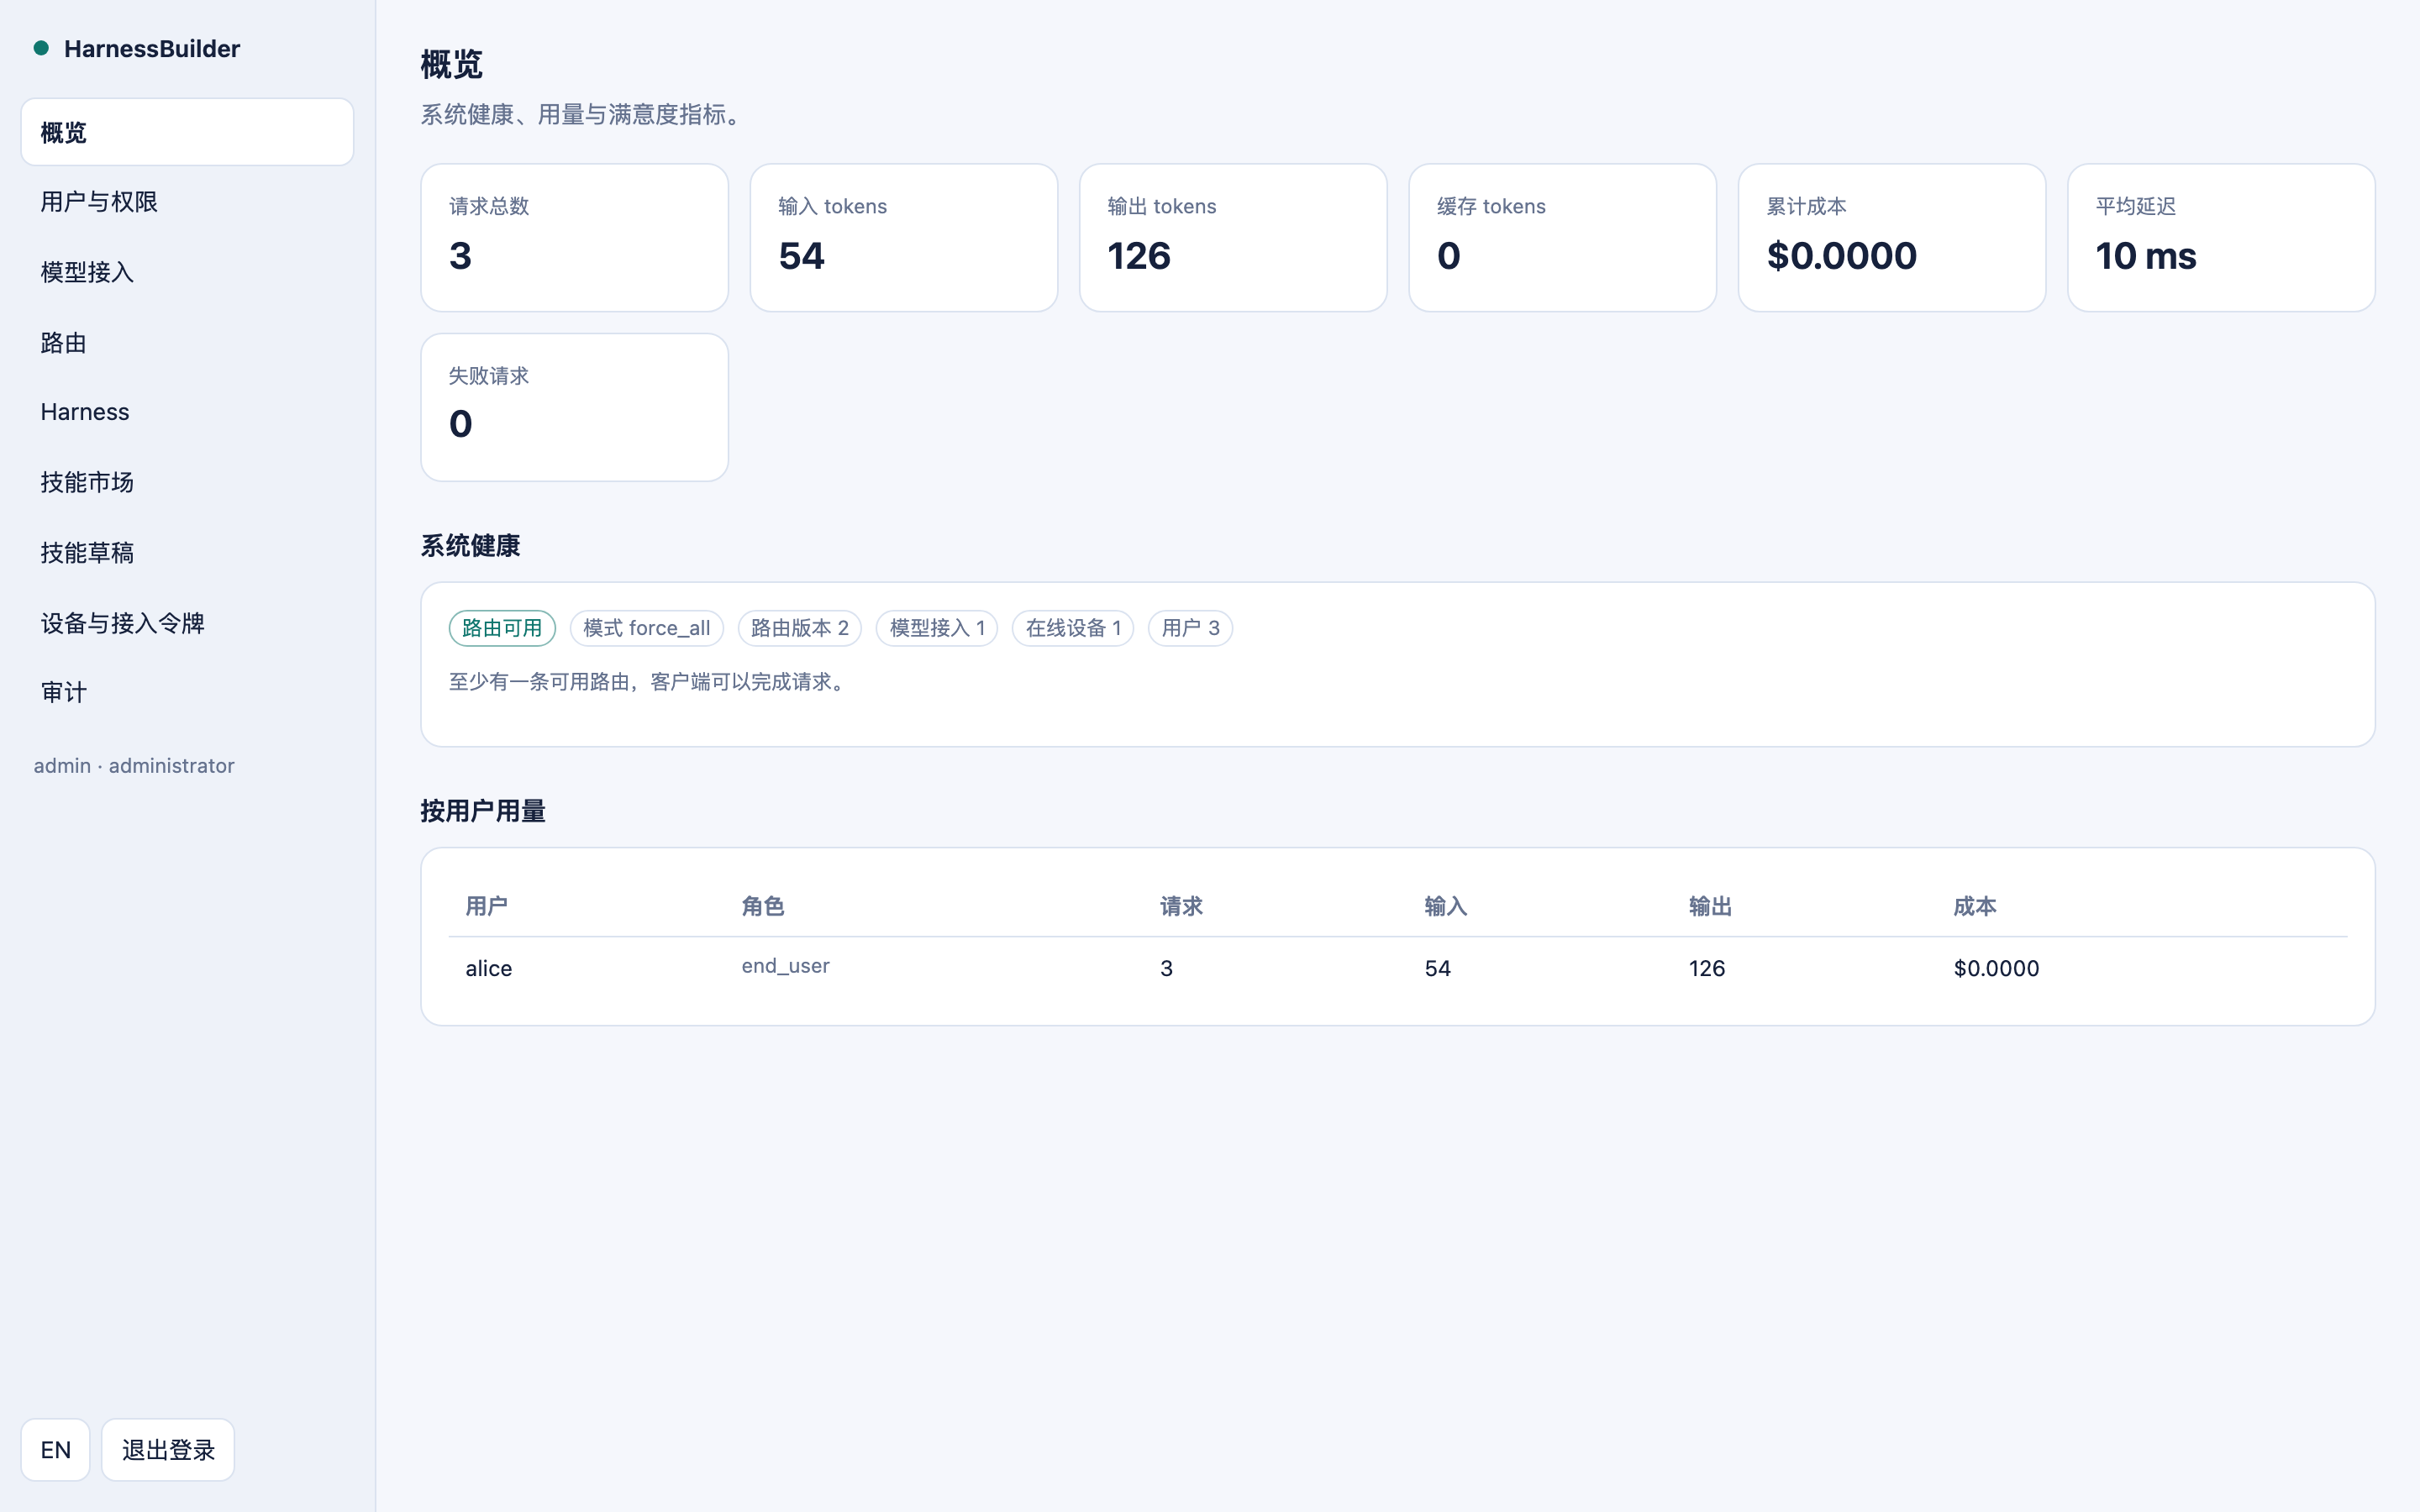 HarnessBuilder
概览
用户与权限
模型接入
路由
Harness
技能市场
技能草稿
设备与接入令牌
审计
admin · administrator
EN
退出登录
概览
系统健康、用量与满意度指标。
请求总数
3
输入 tokens
54
输出 tokens
126
缓存 tokens
0
累计成本
$0.0000
平均延迟
10 ms
失败请求
0
系统健康
路由可用 模式 force_all 路由版本 2 模型接入 1 在线设备 1 用户 3
至少有一条可用路由，客户端可以完成请求。
按用户用量
用户 角色 请求 输入 输出 成本
alice end_user 3 54 126 $0.0000